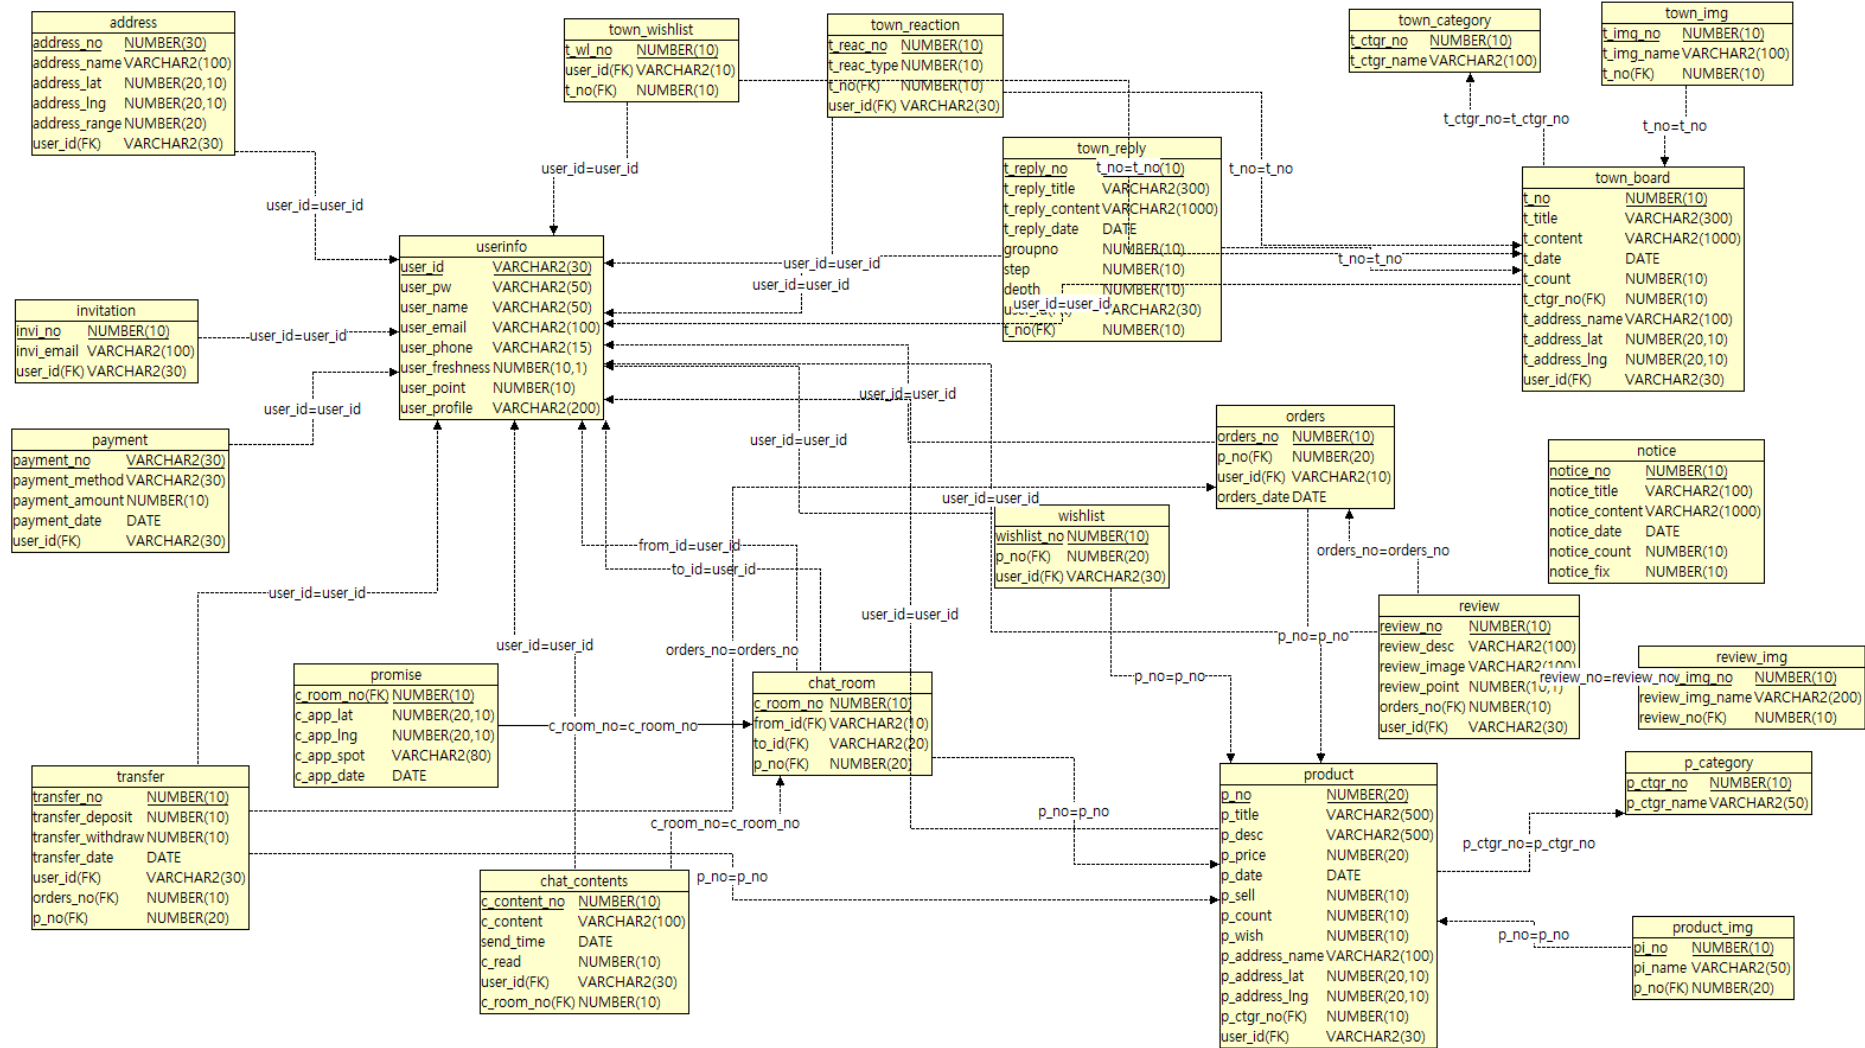 address
address_no NUMBER(30)
address_name VARCHAR2(100)
address_lat NUMBER(20,10)
address_lng NUMBER(20,10)
address_range NUMBER(20)
user_id(FK) VARCHAR2(30)
town_wishlist
t_wl_no NUMBER(10)
user_id(FK) VARCHAR2(10)
t_no(FK) NUMBER(10)
town_reaction
t_reac_no NUMBER(10)
t_reac_type NUMBER(10)
t_no(FK) NUMBER(10)
user_id(FK) VARCHAR2(30)
town_category
t_ctgr_no NUMBER(10)
t_ctgr_name VARCHAR2(100)
town_img
t_img_no NUMBER(10)
t_img_name VARCHAR2(100)
t_no(FK) NUMBER(10)
t_ctgr_no=t_ctgr_no
t_no=t_no
user_id=user_id
user_id=user_id
town_reply
t_reply_no (10)
t_no=t_no
t_reply_title VARCHAR2(300)
t_reply_content VARCHAR2(1000)
t_reply_date DATE
groupno NUMBER(10)
step NUMBER(10)
depth NUMBER(10)
user_id=user_id
VARCHAR2(30)
t_no(FK) NUMBER(10)
t_no=t_no
t_no=t_no
town_board
t_no NUMBER(10)
t_title VARCHAR2(300)
t_content VARCHAR2(1000)
t_date DATE
t_count NUMBER(10)
t_ctgr_no(FK) NUMBER(10)
t_address_name VARCHAR2(100)
t_address_lat NUMBER(20,10)
t_address_lng NUMBER(20,10)
user_id(FK) VARCHAR2(30)
userinfo
user_id VARCHAR2(30)
user_pw VARCHAR2(50)
user_name VARCHAR2(50)
user_email VARCHAR2(100)
user_phone VARCHAR2(15)
user_freshness NUMBER(10,1)
user_point NUMBER(10)
user_profile VARCHAR2(200)
user_id=user_id
user_id=user_id
invitation
invi_no NUMBER(10)
invi_email VARCHAR2(100)
user_id(FK) VARCHAR2(30)
user_id=user_id
user_id=user_id
payment
payment_no VARCHAR2(30)
payment_method VARCHAR2(30)
payment_amount NUMBER(10)
payment_date DATE
user_id(FK) VARCHAR2(30)
user_id=user_id
user_id=user_id
user_id=user_id
orders
orders_no NUMBER(10)
p_no(FK) NUMBER(20)
user_id(FK) VARCHAR2(10)
orders_date DATE
notice
notice_no NUMBER(10)
notice_title VARCHAR2(100)
notice_content VARCHAR2(1000)
notice_date DATE
notice_count NUMBER(10)
notice_fix NUMBER(10)
wishlist
wishlist_no NUMBER(10)
p_no(FK) NUMBER(20)
user_id(FK) VARCHAR2(30)
from_id=user_id
to_id=user_id
orders_no=orders_no
user_id=user_id
user_id=user_id
user_id=user_id
orders_no=orders_no
p_no=p_no
p_no=p_no
review
review_no NUMBER(10)
review_desc VARCHAR2(100)
review_image VARCHAR2(100)
review_point NUMBER(10,1)
orders_no(FK) NUMBER(10)
user_id(FK) VARCHAR2(30)
review_no=review_no
review_img
v_img_no NUMBER(10)
review_img_name VARCHAR2(200)
review_no(FK) NUMBER(10)
promise
c_room_no(FK) NUMBER(10)
c_app_lat NUMBER(20,10)
c_app_lng NUMBER(20,10)
c_app_spot VARCHAR2(80)
c_app_date DATE
c_room_no=c_room_no
chat_room
c_room_no NUMBER(10)
from_id(FK) VARCHAR2(10)
to_id(FK) VARCHAR2(20)
p_no(FK) NUMBER(20)
transfer
transfer_no NUMBER(10)
transfer_deposit NUMBER(10)
transfer_withdraw NUMBER(10)
transfer_date DATE
user_id(FK) VARCHAR2(30)
orders_no(FK) NUMBER(10)
p_no(FK) NUMBER(20)
c_room_no=c_room_no
p_no=p_no
p_no=p_no
chat_contents
c_content_no NUMBER(10)
c_content VARCHAR2(100)
send_time DATE
c_read NUMBER(10)
user_id(FK) VARCHAR2(30)
c_room_no(FK) NUMBER(10)
product
p_no NUMBER(20)
p_title VARCHAR2(500)
p_desc VARCHAR2(500)
p_price NUMBER(20)
p_date DATE
p_sell NUMBER(10)
p_count NUMBER(10)
p_wish NUMBER(10)
p_address_name VARCHAR2(100)
p_address_lat NUMBER(20,10)
p_address_lng NUMBER(20,10)
p_ctgr_no(FK) NUMBER(10)
user_id(FK) VARCHAR2(30)
p_category
p_ctgr_no NUMBER(10)
p_ctgr_name VARCHAR2(50)
p_ctgr_no=p_ctgr_no
p_no=p_no
product_img
pi_no NUMBER(10)
pi_name VARCHAR2(50)
p_no(FK) NUMBER(20)